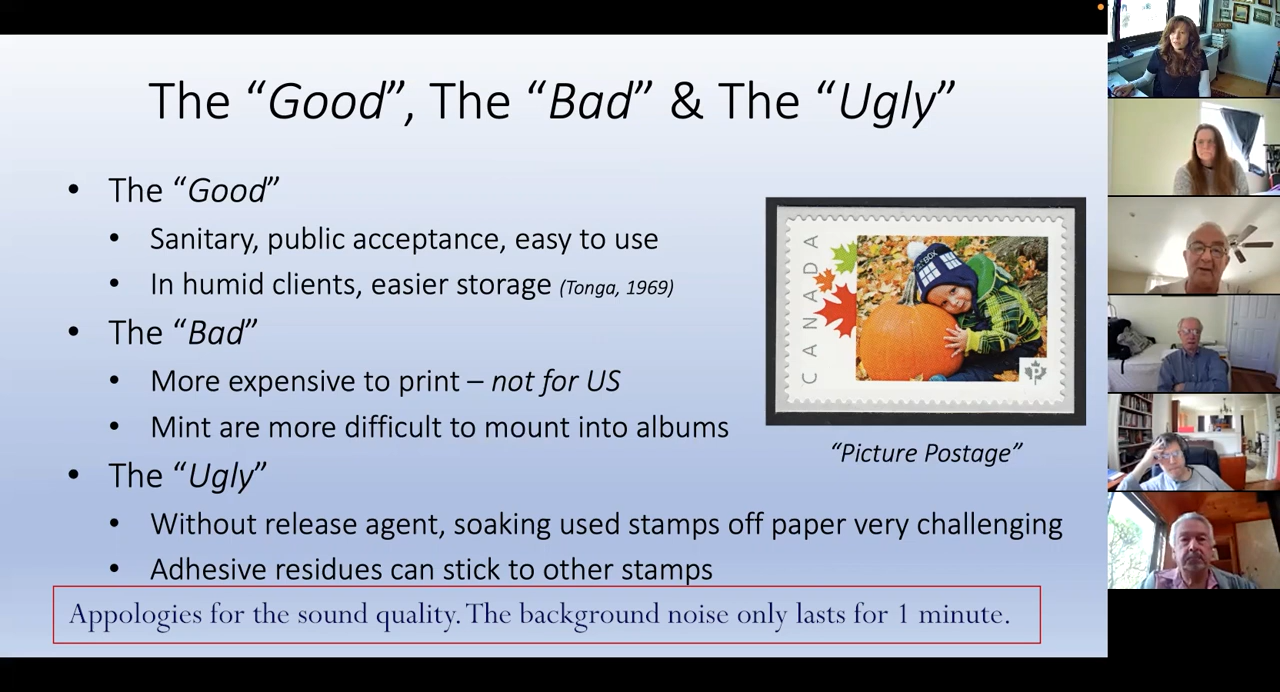 The “Good”, The “Bad” & The “Ugly”
• The “Good”
• Sanitary, public acceptance, easy to use
• In humid clients, easier storage (Tonga, 1969)
• The “Bad”
• More expensive to print – not for US
• Mint are more difficult to mount into albums
• The “Ugly”
• Without release agent, soaking used stamps off paper very challenging
• Adhesive residues can stick to other stamps
CANADA
BOX
P
“Picture Postage”
Appologies for the sound quality. The background noise only lasts for 1 minute.